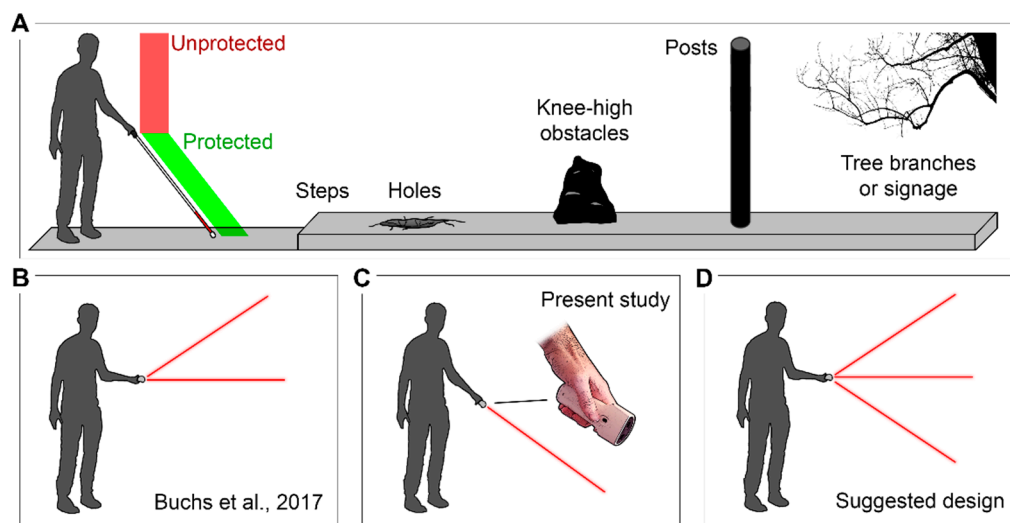 A
Unprotected
Protected
Steps
Holes
Knee-high
obstacles
Posts
Tree branches
or signage
B
Buchs et al., 2017
C
Present study
D
Suggested design